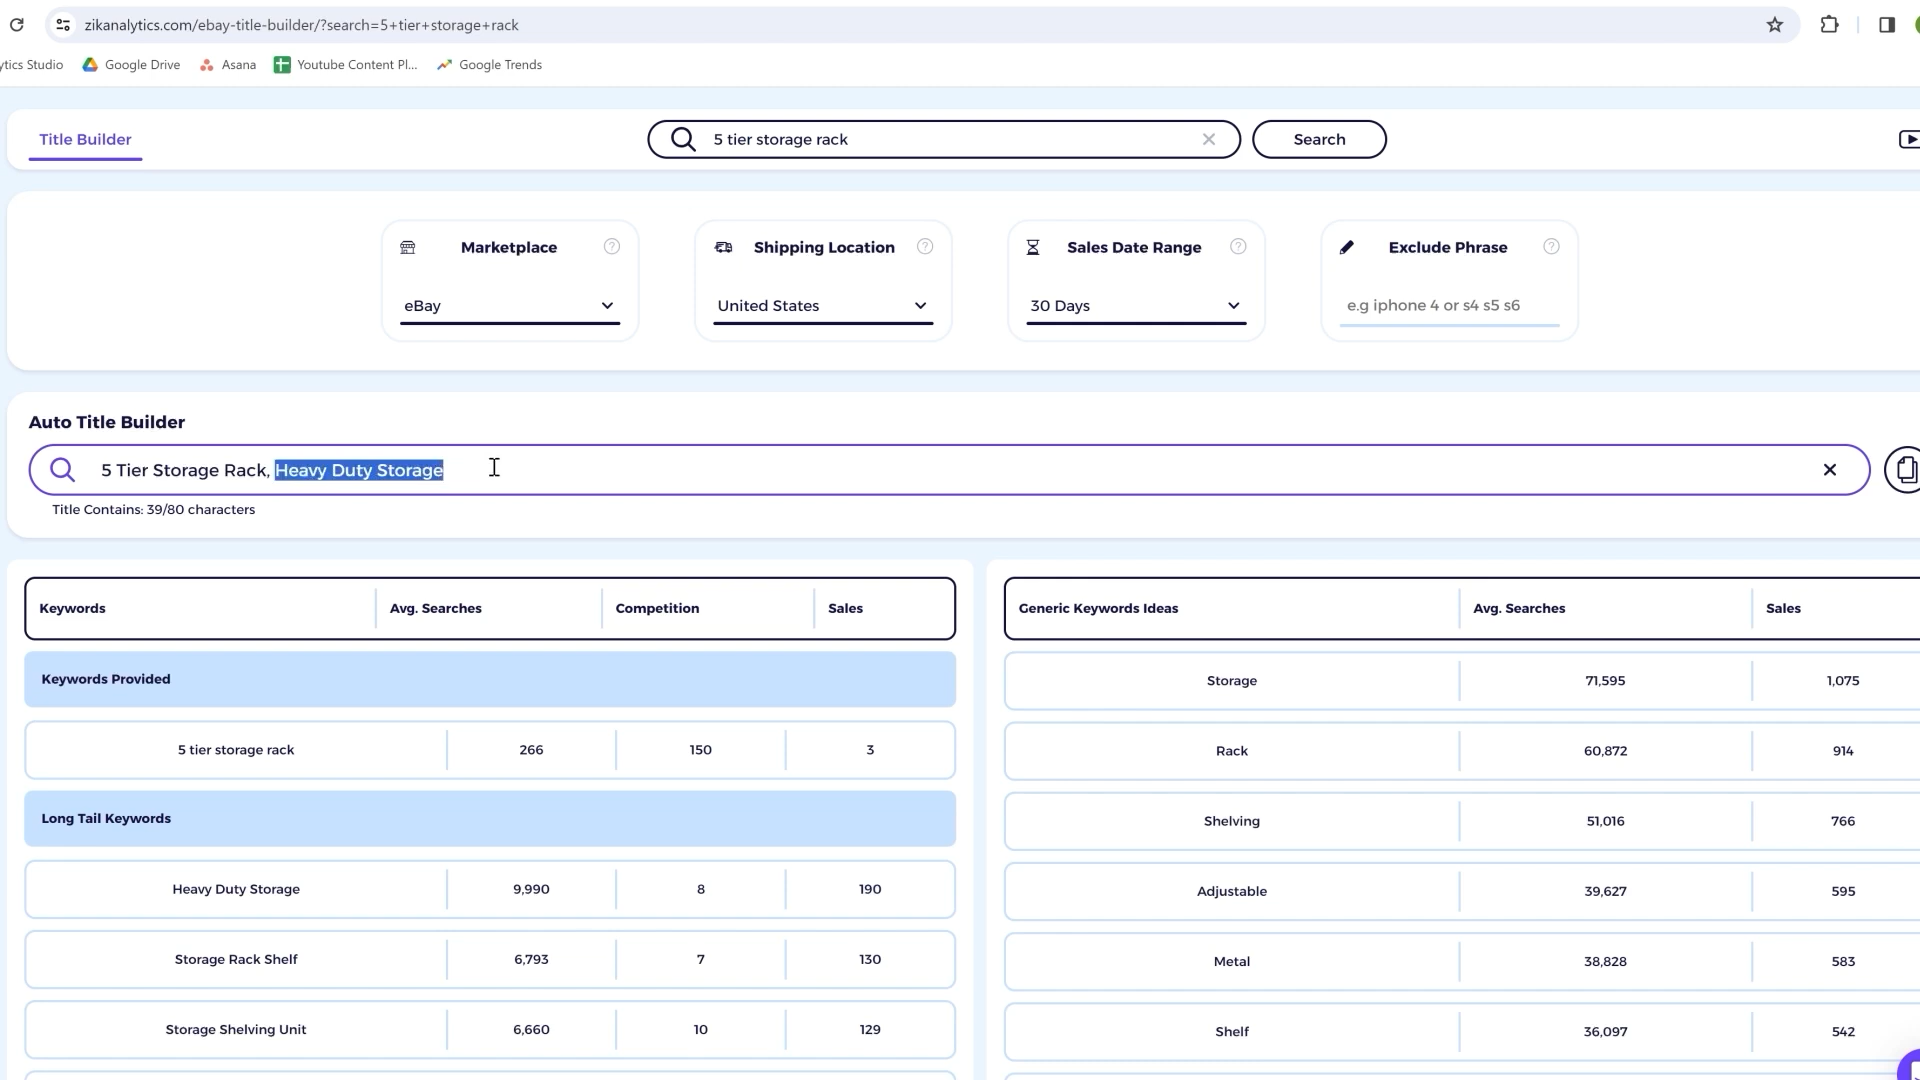 zikanalytics.com/ebay-title-builder/?search=5+tier+storage+rack
ytics Studio Google Drive Asana Youtube Content Pl... Google Trends
Title Builder 5 tier storage rack Search
Marketplace Shipping Location Sales Date Range Exclude Phrase
eBay United States 30 Days e.g iphone 4 or s4 s5 s6
Auto Title Builder
5 Tier Storage Rack, Heavy Duty Storage
Title Contains: 39/80 characters
Keywords Avg. Searches Competition Sales
Keywords Provided
5 tier storage rack 266 150 3
Long Tail Keywords
Heavy Duty Storage 9,990 8 190
Storage Rack Shelf 6,793 7 130
Storage Shelving Unit 6,660 10 129
Generic Keywords Ideas Avg. Searches Sales
Storage 71,595 1,075
Rack 60,872 914
Shelving 51,016 766
Adjustable 39,627 595
Metal 38,828 583
Shelf 36,097 542